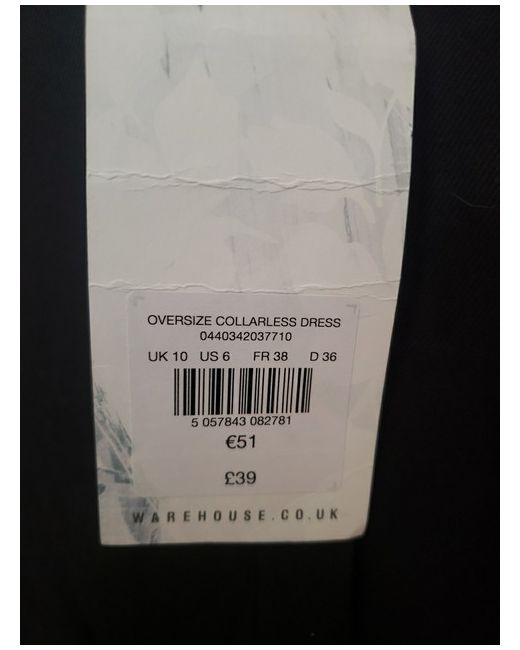 OVERSIZE COLLARLESS DRESS
0440342037710
UK 10 US 6 FR 38 D 36
5 057843 082781
€51
£39
WAREHOUSE.CO.UK